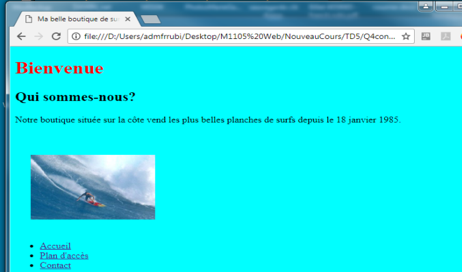 Ma belle boutique de sur
file:///D:/Users/admfrrubi/Desktop/M1105%20Web/NouveauCours/TD5/Q4con...
Bienvenue
Qui sommes-nous?
Notre boutique située sur la côte vend les plus belles planches de surfs depuis le 18 janvier 1985.
Accueil
Plan d'accès
Contact